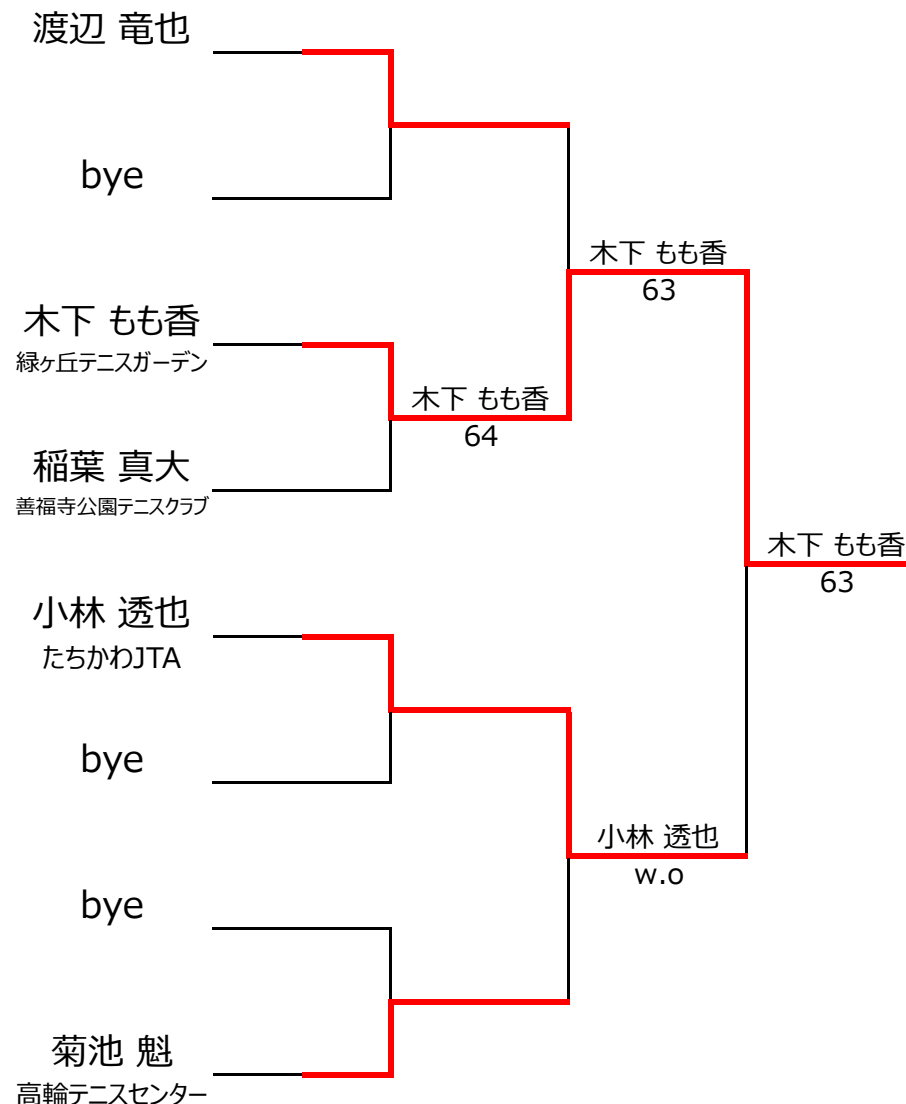 渡辺 竜也
bye
木下 もも香
63
木下 もも香
緑ヶ丘テニスガーデン
木下 もも香
64
稲葉 真大
善福寺公園テニスクラブ
木下 もも香
63
小林 透也
たちかわJTA
bye
小林 透也
w.o
bye
菊池 魁
高輪テニスセンター